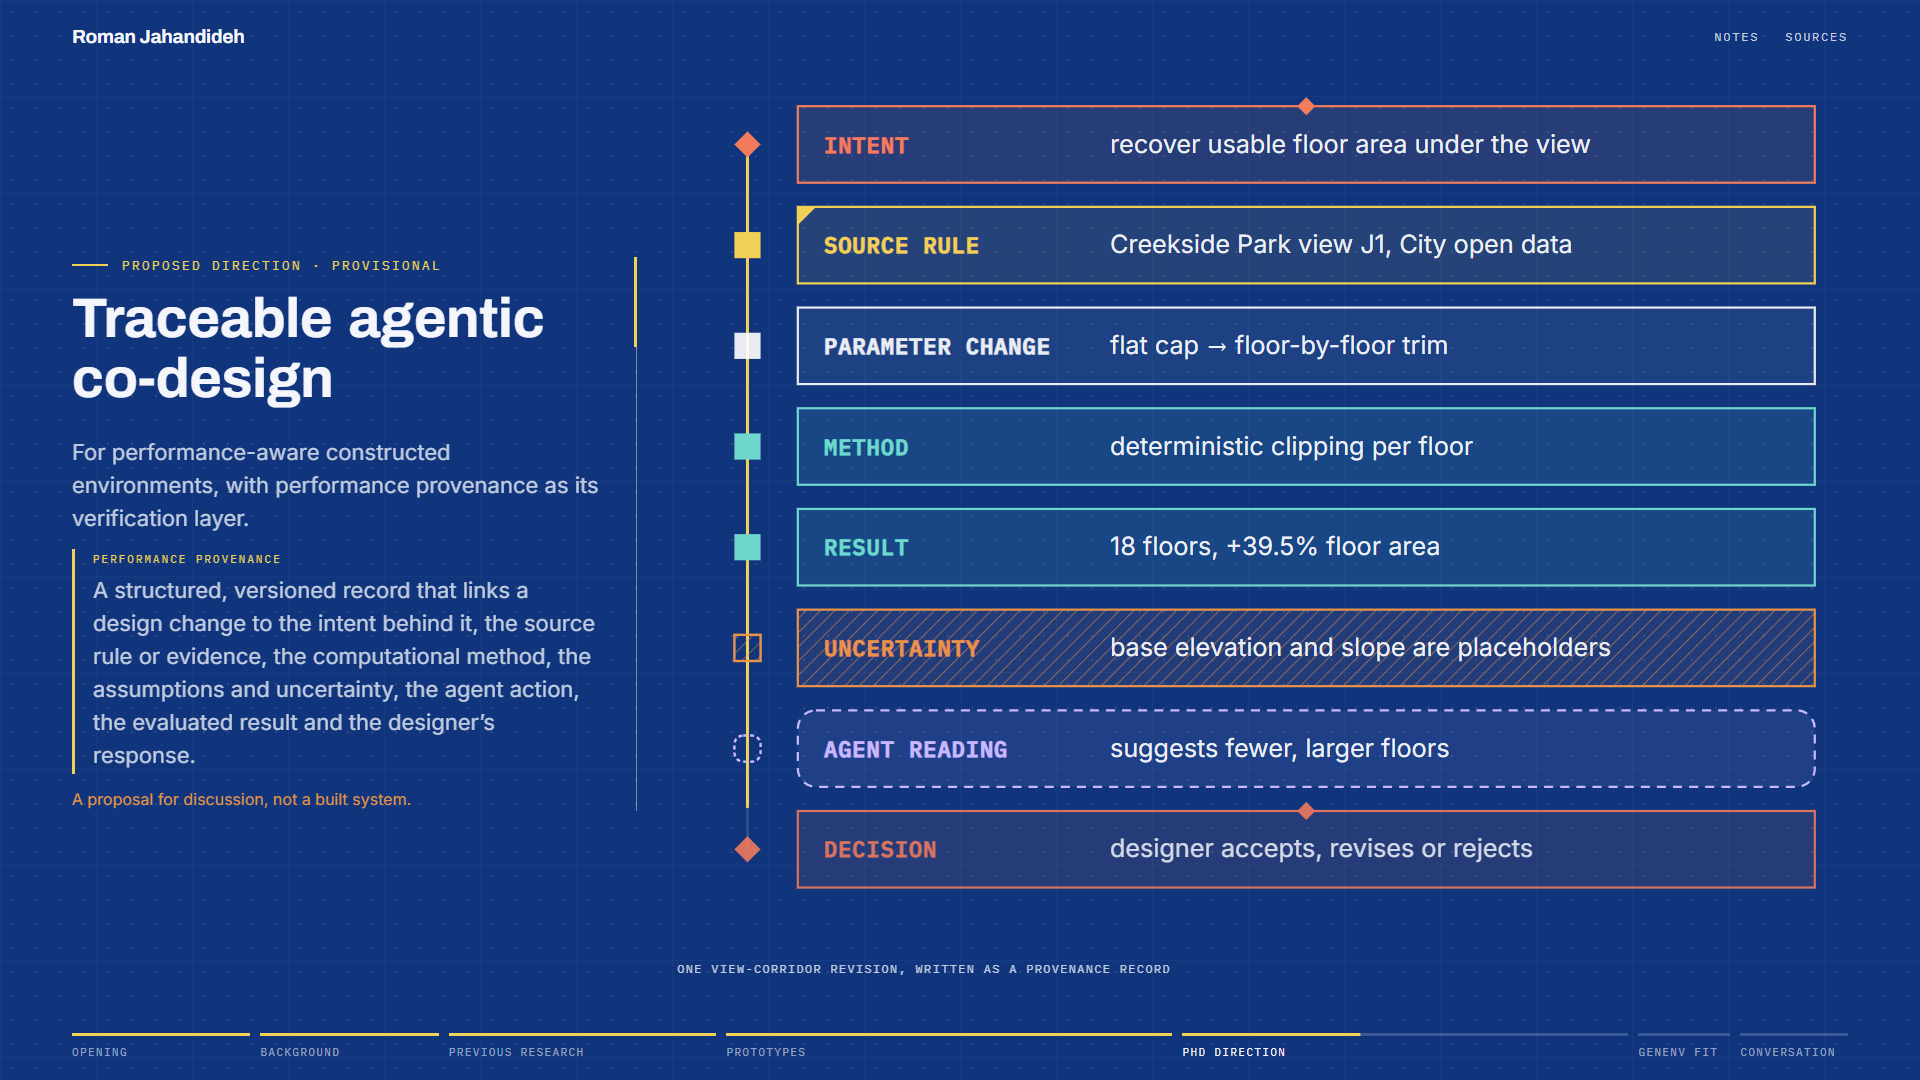 Roman Jahandideh
NOTES
SOURCES
PROPOSED DIRECTION · PROVISIONAL
Traceable agentic
co-design
For performance-aware constructed
environments, with performance provenance as its
verification layer.
PERFORMANCE PROVENANCE
A structured, versioned record that links a
design change to the intent behind it, the source
rule or evidence, the computational method, the
assumptions and uncertainty, the agent action,
the evaluated result and the designer’s
response.
A proposal for discussion, not a built system.
INTENT recover usable floor area under the view
SOURCE RULE Creekside Park view J1, City open data
PARAMETER CHANGE flat cap → floor-by-floor trim
METHOD deterministic clipping per floor
RESULT 18 floors, +39.5% floor area
UNCERTAINTY base elevation and slope are placeholders
AGENT READING suggests fewer, larger floors
DECISION designer accepts, revises or rejects
ONE VIEW-CORRIDOR REVISION, WRITTEN AS A PROVENANCE RECORD
OPENING
BACKGROUND
PREVIOUS RESEARCH
PROTOTYPES
PHD DIRECTION
GENENV FIT
CONVERSATION